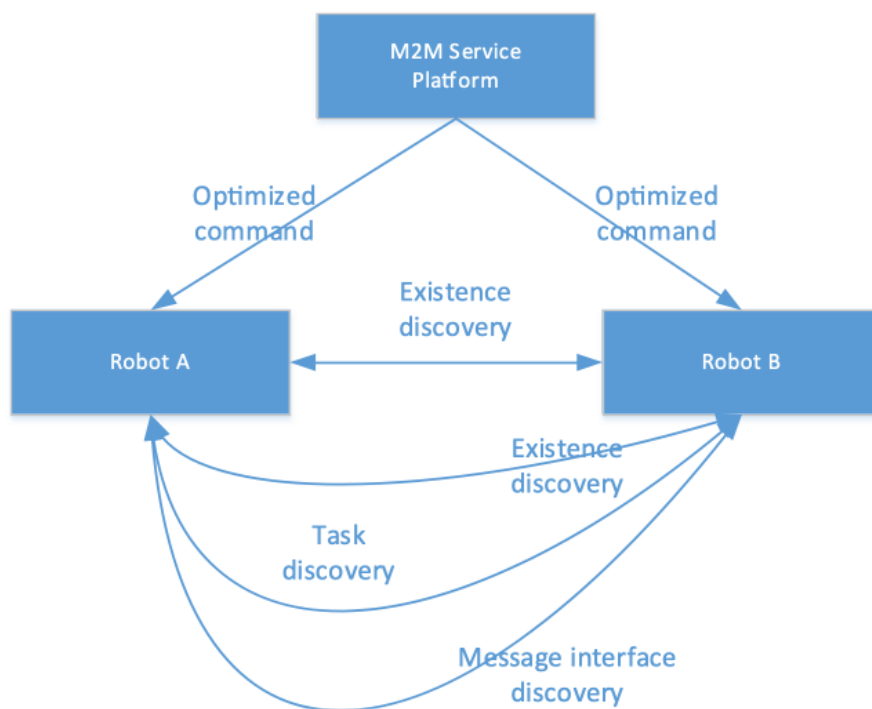 M2M Service
Platform
Optimized
command
Optimized
command
Existence
discovery
Robot A
Robot B
Existence
discovery
Task
discovery
Message interface
discovery